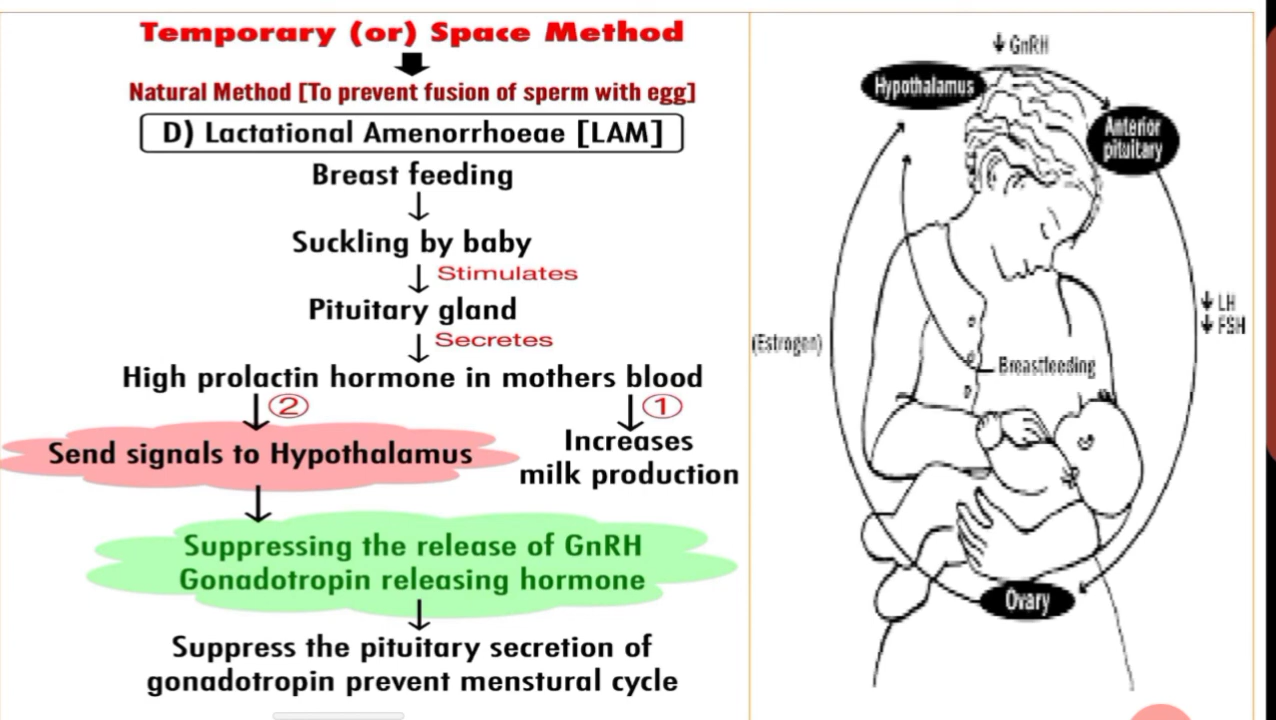 Temporary (or) Space Method
Natural Method [To prevent fusion of sperm with egg]
D) Lactational Amenorrhoeae [LAM]
Breast feeding
Suckling by baby
Stimulates
Pituitary gland
Secretes
High prolactin hormone in mothers blood
② ①
Send signals to Hypothalamus
Increases
milk production
Suppressing the release of GnRH
Gonadotropin releasing hormone
Suppress the pituitary secretion of
gonadotropin prevent menstural cycle
GnRH
Hypothalamus
Anterior
pituitary
LH
FSH
(Estrogen)
Breastfeeding
Ovary